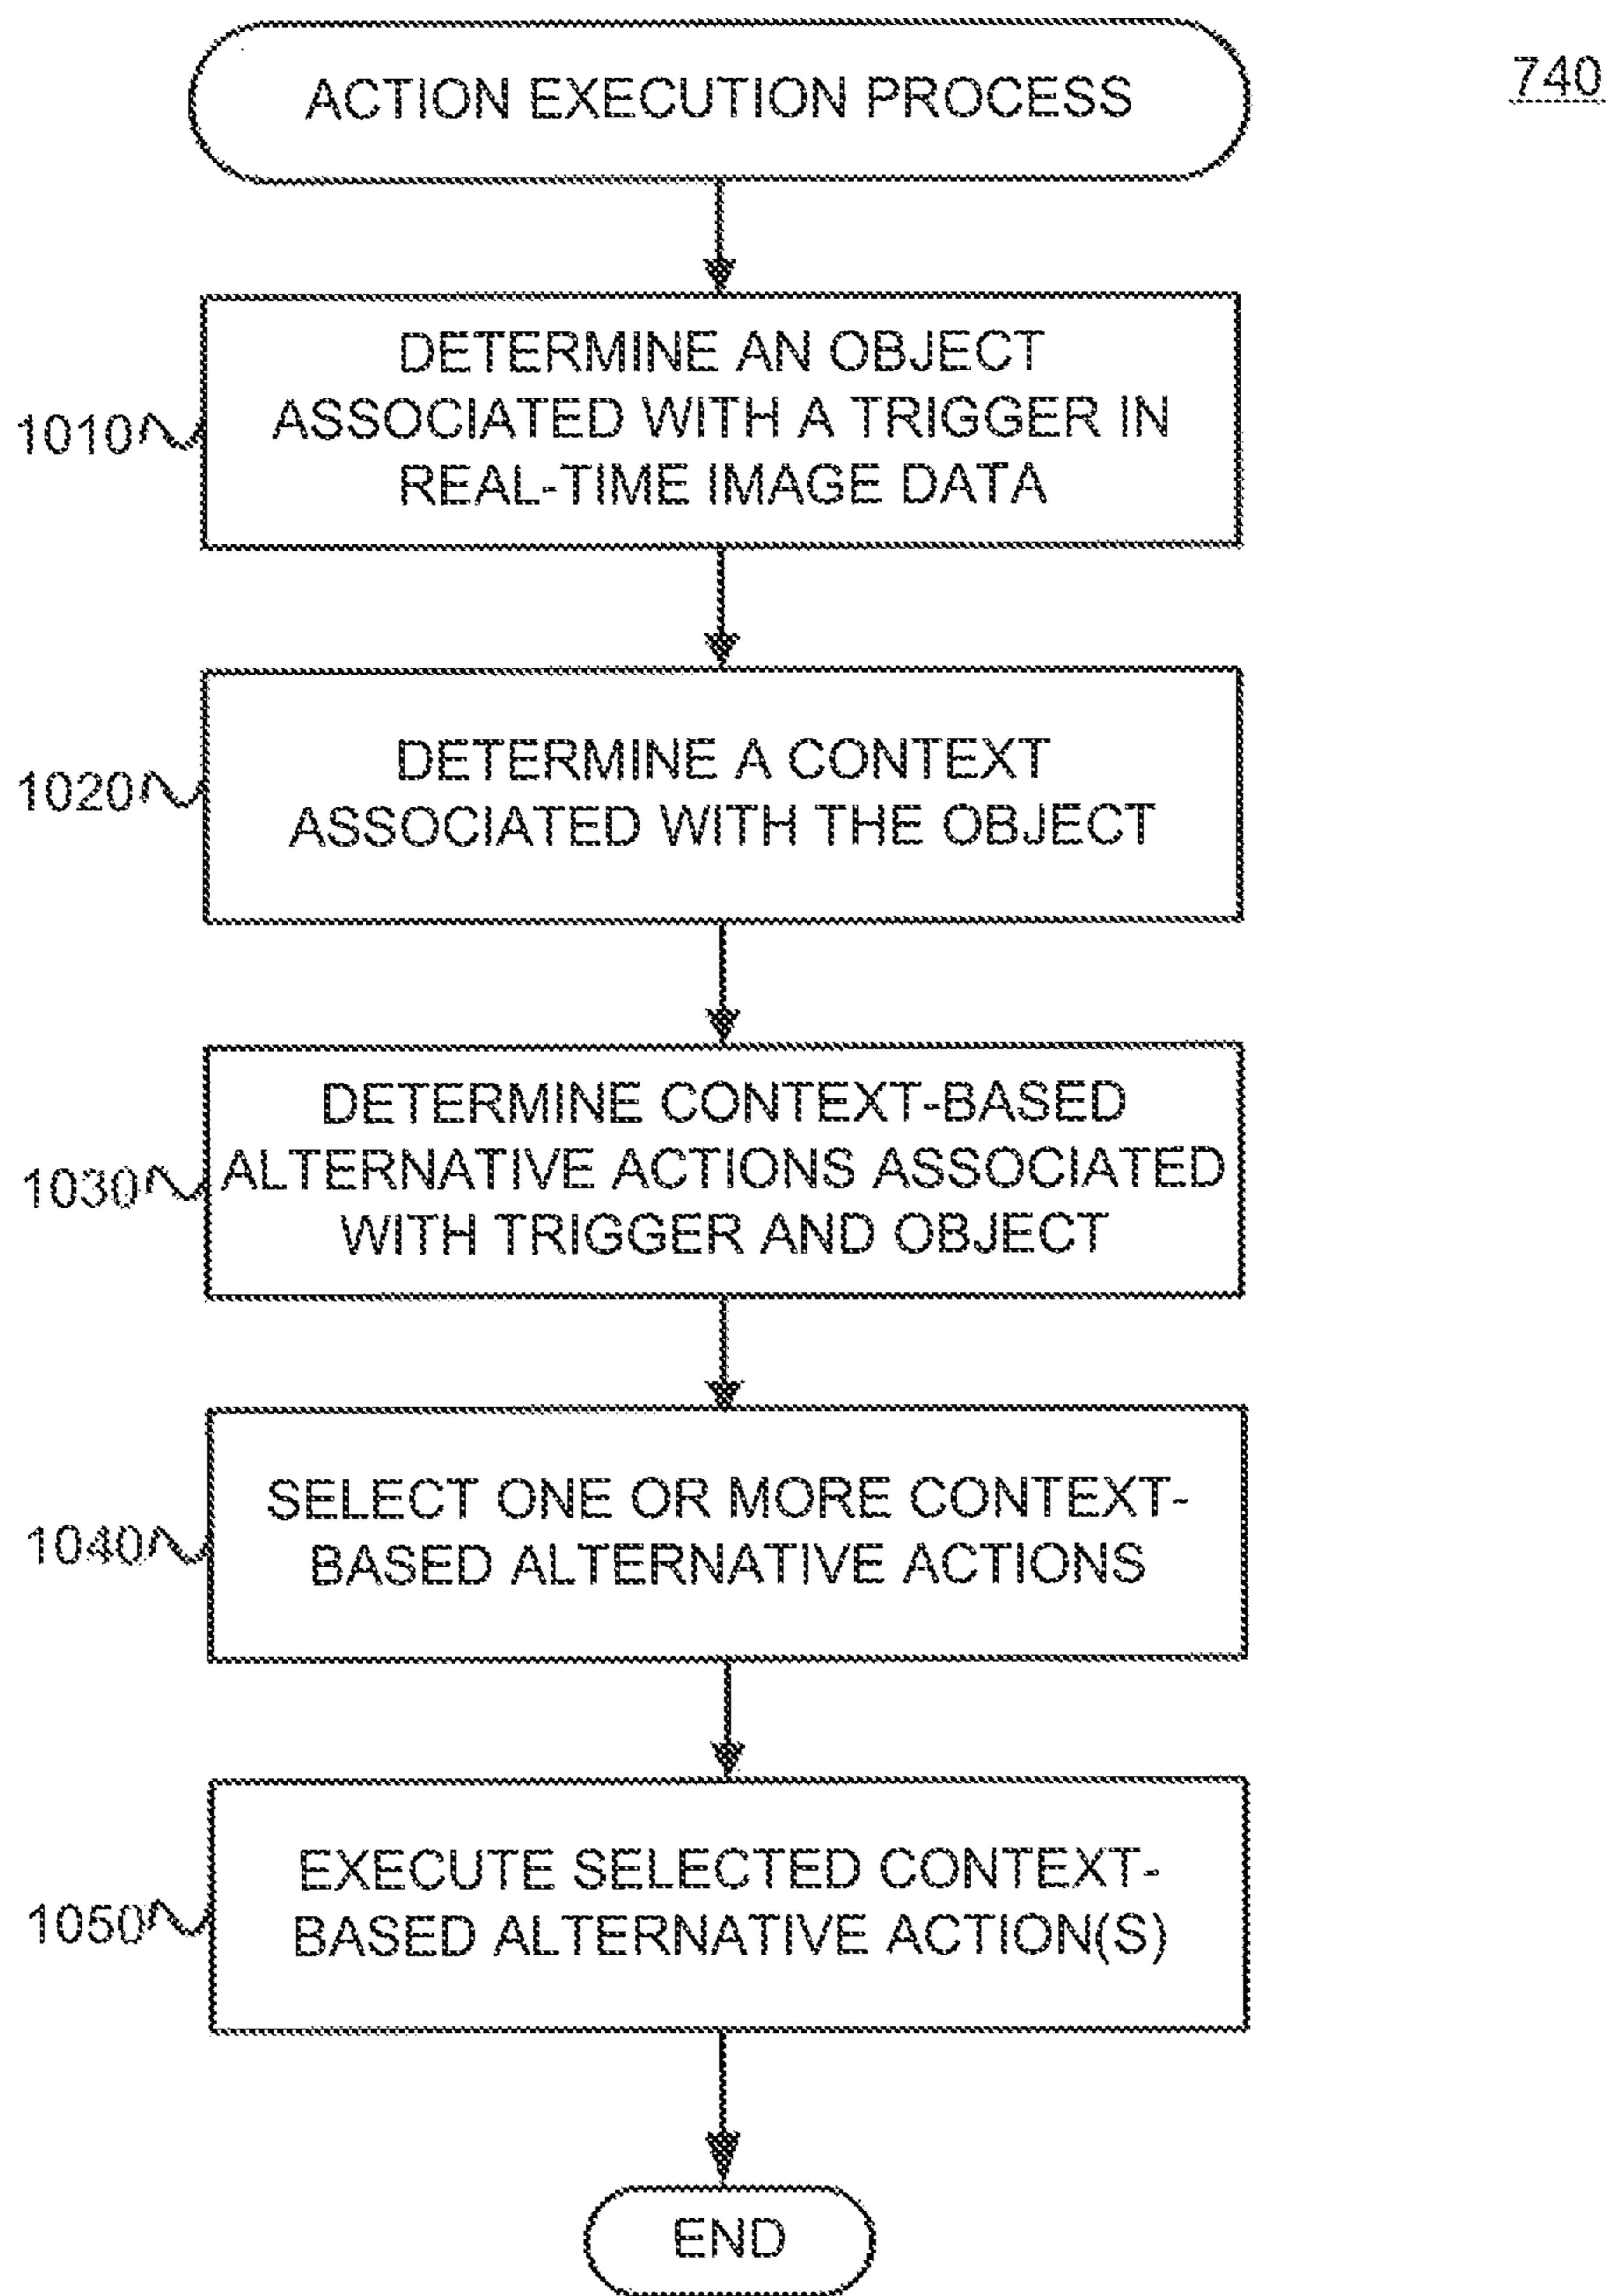 ACTION EXECUTION PROCESS
740
DETERMINE AN OBJECT
ASSOCIATED WITH A TRIGGER IN
REAL-TIME IMAGE DATA
1010
DETERMINE A CONTEXT
ASSOCIATED WITH THE OBJECT
1020
DETERMINE CONTEXT-BASED
ALTERNATIVE ACTIONS ASSOCIATED
WITH TRIGGER AND OBJECT
1030
SELECT ONE OR MORE CONTEXT-
BASED ALTERNATIVE ACTIONS
1040
EXECUTE SELECTED CONTEXT-
BASED ALTERNATIVE ACTION(S)
1050
END